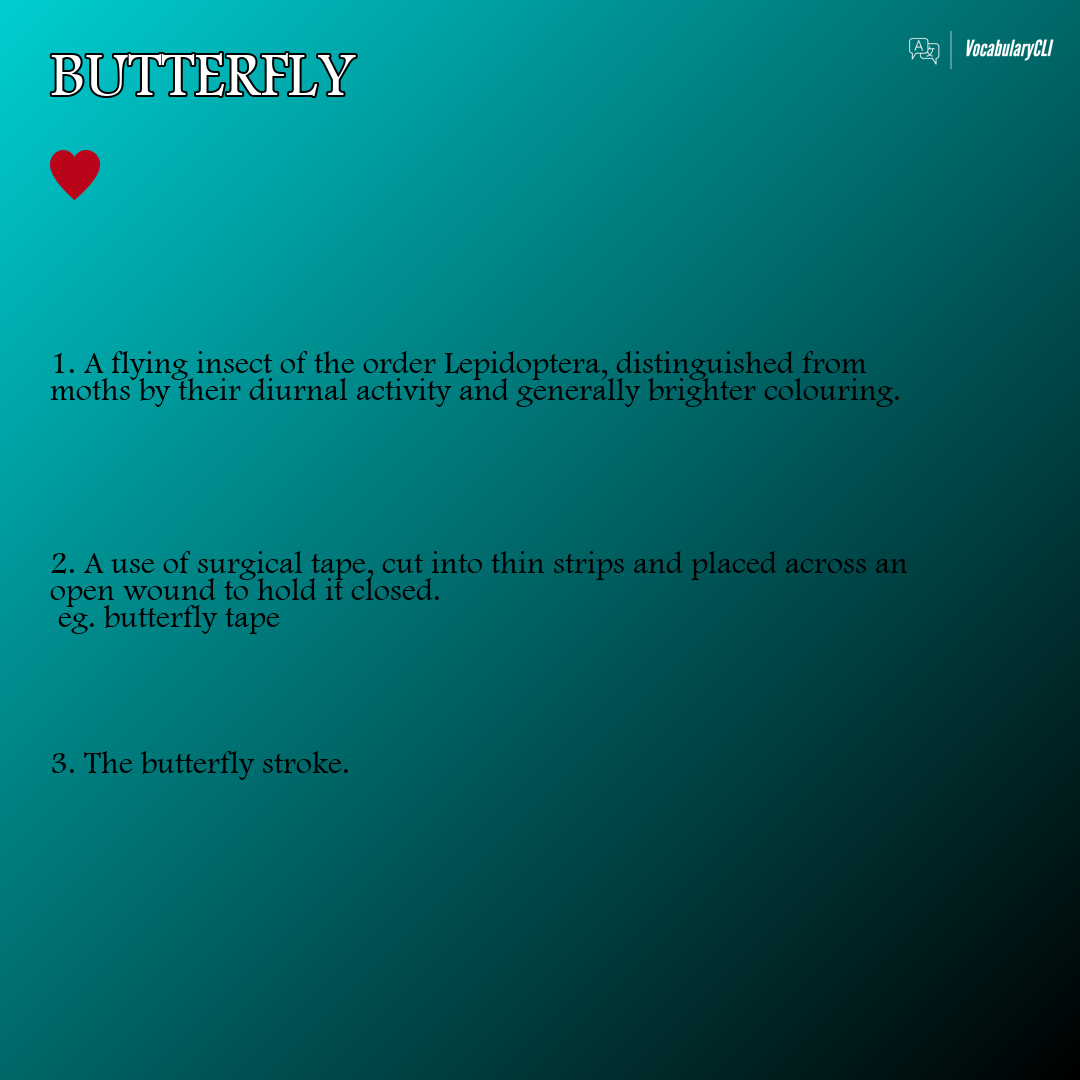 BUTTERFLY
VocabularyCLI
1. A flying insect of the order Lepidoptera, distinguished from
moths by their diurnal activity and generally brighter colouring.
2. A use of surgical tape, cut into thin strips and placed across an
open wound to hold it closed.
eg. butterfly tape
3. The butterfly stroke.